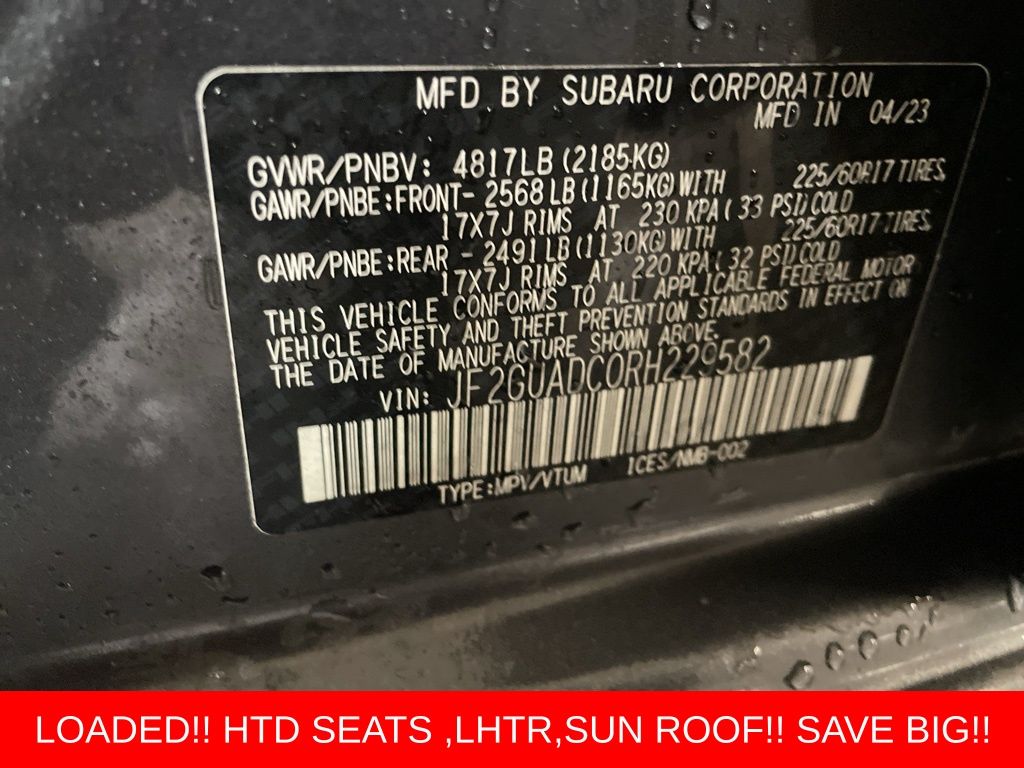 MFD BY SUBARU CORPORATION
MFD IN 04/23
GVWR/PNBV: 4817LB (2185KG)
GAWR/PNBE:FRONT- 2568 LB (1165KG) WITH 225/60R17 TIRES
17X7J RIMS AT 230 KPA ( 33 PSI) COLD
GAWR/PNBE:REAR - 2491 LB (1130KG) WITH 225/60R17 TIRES
17X7J RIMS AT 220 KPA ( 32 PSI) COLD
THIS VEHICLE CONFORMS TO ALL APPLICABLE FEDERAL MOTOR
VEHICLE SAFETY AND THEFT PREVENTION STANDARDS IN EFFECT ON
THE DATE OF MANUFACTURE SHOWN ABOVE.
VIN: JF2GUADC0RH229582
TYPE:MPV/VTUM ICES/NMB-002
LOADED!! HTD SEATS ,LHTR,SUN ROOF!! SAVE BIG!!